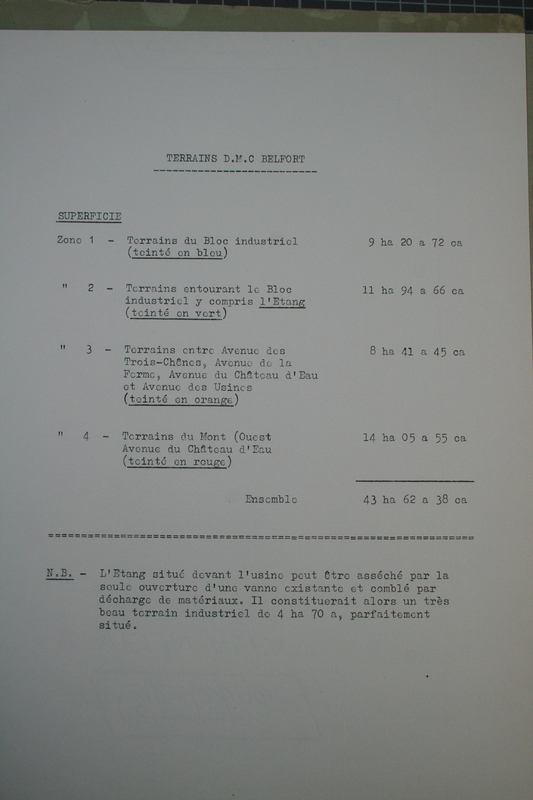 TERRAINS D.M.C BELFORT
SUPERFICIE
Zone 1 - Terrains du Bloc industriel 9 ha 20 a 72 ca
(teinté en bleu)
" 2 - Terrains entourant le Bloc 11 ha 94 a 66 ca
industriel y compris l'Etang
(teinté en vert)
" 3 - Terrains entre Avenue des 8 ha 41 a 45 ca
Trois-Chênes, Avenue de la
Ferme, Avenue du Château d'Eau
et Avenue des Usines
(teinté en orange)
" 4 - Terrains du Mont (Ouest 14 ha 05 a 55 ca
Avenue du Château d'Eau
(teinté en rouge)
Ensemble 43 ha 62 a 38 ca
N.B. - L'Etang situé devant l'usine peut être asséché par la
seule ouverture d'une vanne existante et comblé par
décharge de matériaux. Il constituerait alors un très
beau terrain industriel de 4 ha 70 a, parfaitement
situé.